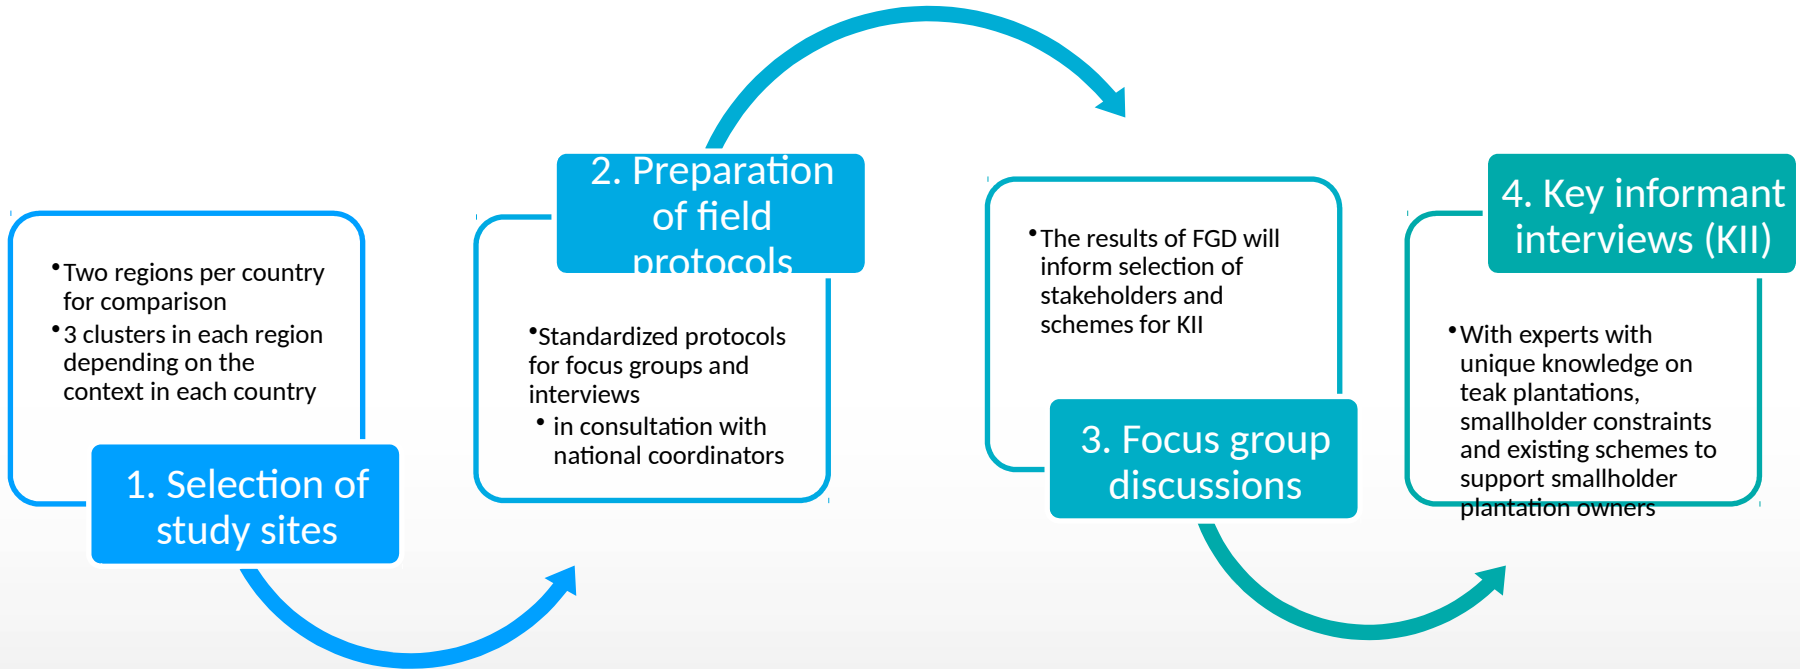 •Two regions per country
for comparison
•3 clusters in each region
depending on the
context in each country
1. Selection of
study sites
2. Preparation
of field
protocols
•Standardized protocols
for focus groups and
interviews
• in consultation with
national coordinators
•The results of FGD will
inform selection of
stakeholders and
schemes for KII
3. Focus group
discussions
4. Key informant
interviews (KII)
•With experts with
unique knowledge on
teak plantations,
smallholder constraints
and existing schemes to
support smallholder
plantation owners